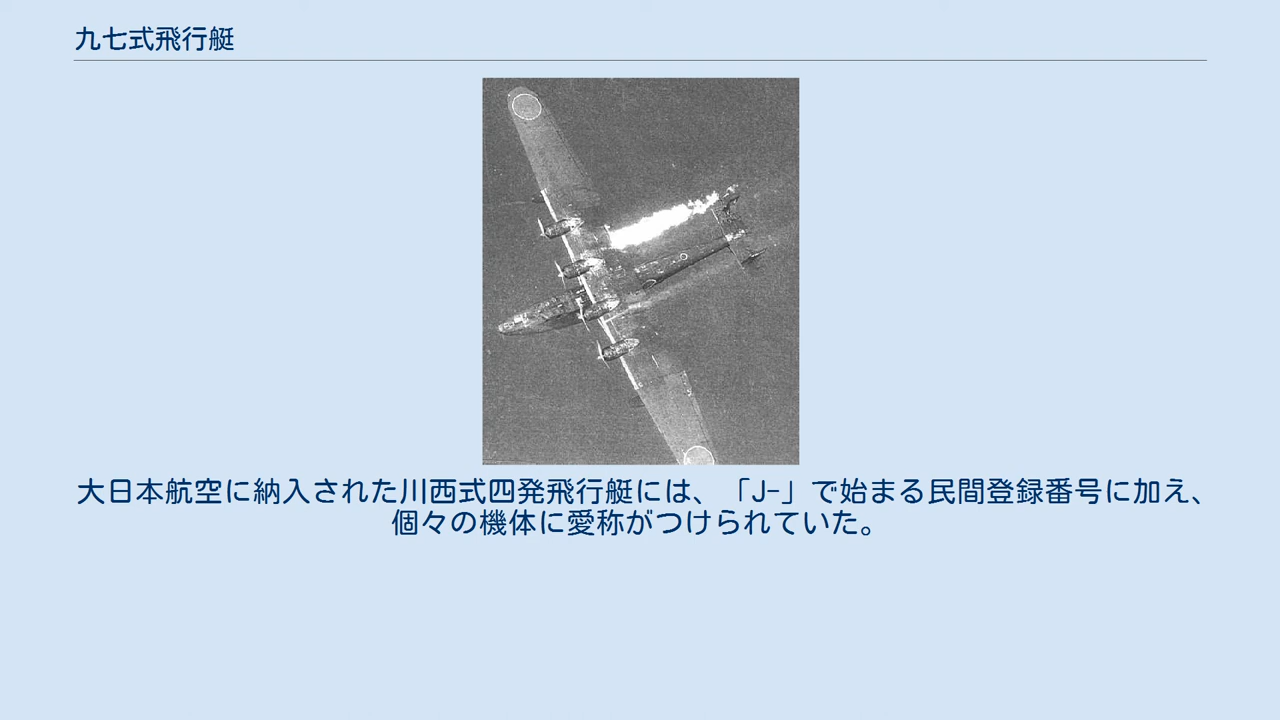 九七式飛行艇
大日本航空に納入された川西式四発飛行艇には、「J-」で始まる民間登録番号に加え、
個々の機体に愛称がつけられていた。